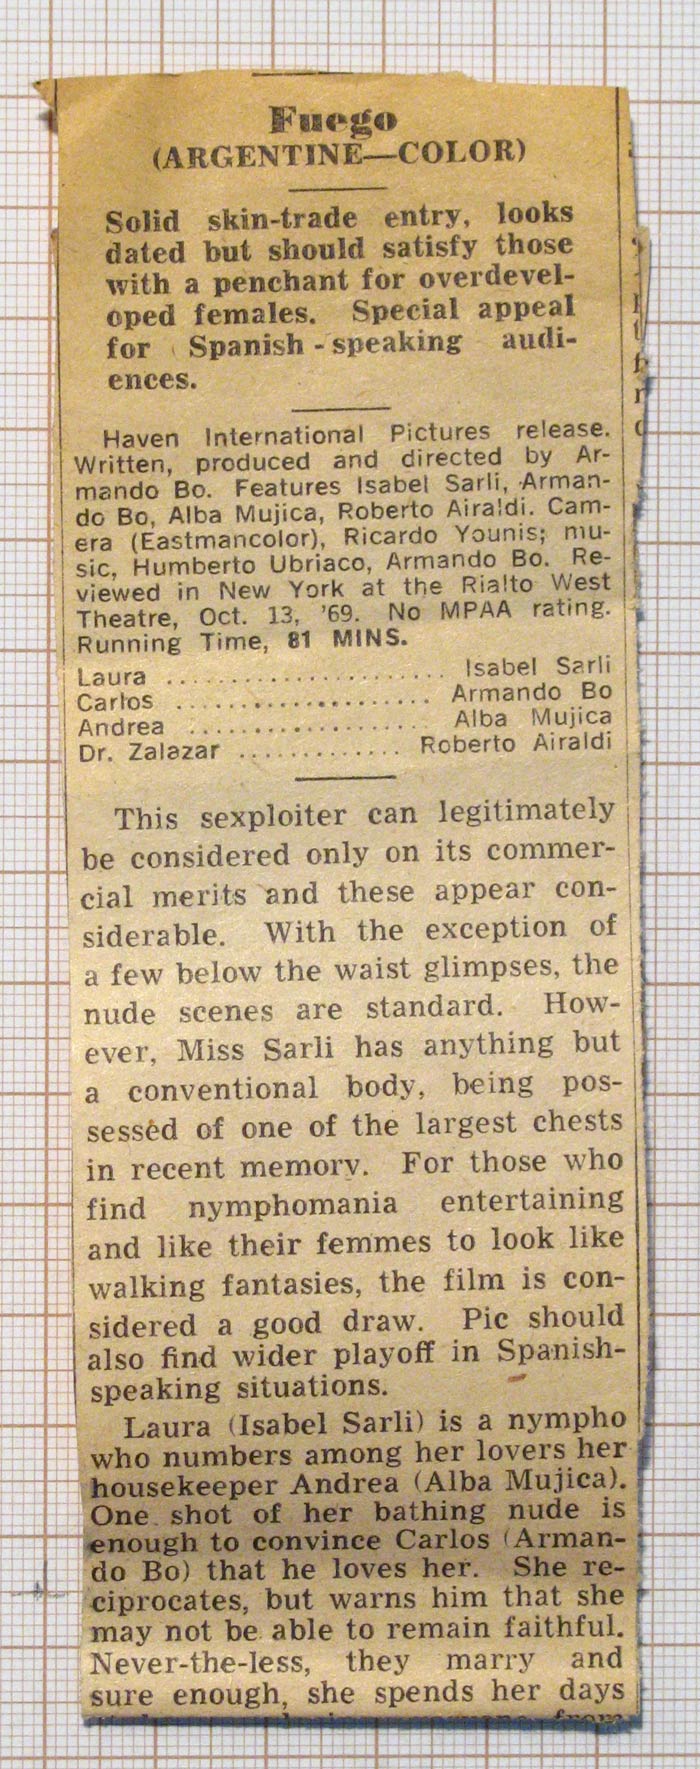 Fuego
(ARGENTINE—COLOR)
Solid skin-trade entry, looks
dated but should satisfy those
with a penchant for overdevel-
oped females. Special appeal
for Spanish-speaking audi-
ences.
Haven International Pictures release.
Written, produced and directed by Ar-
mando Bo. Features Isabel Sarli, Arman-
do Bo, Alba Mujica, Roberto Airaldi. Cam-
era (Eastmancolor), Ricardo Younis; mu-
sic, Humberto Ubriaco, Armando Bo. Re-
viewed in New York at the Rialto West
Theatre, Oct. 13, '69. No MPAA rating.
Running Time, 81 MINS.
Laura ...................... Isabel Sarli
Carlos .................... Armando Bo
Andrea ................... Alba Mujica
Dr. Zalazar ............. Roberto Airaldi
This sexploiter can legitimately
be considered only on its commer-
cial merits and these appear con-
siderable. With the exception of
a few below the waist glimpses, the
nude scenes are standard. How-
ever, Miss Sarli has anything but
a conventional body, being pos-
sessed of one of the largest chests
in recent memory. For those who
find nymphomania entertaining
and like their femmes to look like
walking fantasies, the film is con-
sidered a good draw. Pic should
also find wider playoff in Spanish-
speaking situations.
Laura (Isabel Sarli) is a nympho
who numbers among her lovers her
housekeeper Andrea (Alba Mujica).
One shot of her bathing nude is
enough to convince Carlos (Arman-
do Bo) that he loves her. She re-
ciprocates, but warns him that she
may not be able to remain faithful.
Never-the-less, they marry and
sure enough, she spends her days